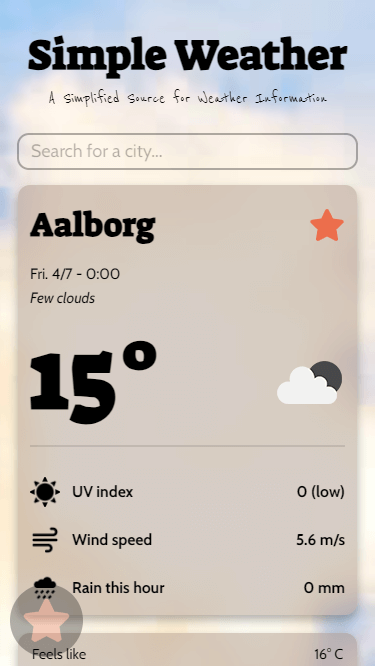 Simple Weather
A Simplified Source for Weather Information
Search for a city...
Aalborg
Fri. 4/7 - 0:00
Few clouds
15°
UV index 0 (low)
Wind speed 5.6 m/s
Rain this hour 0 mm
Feels like 16° C